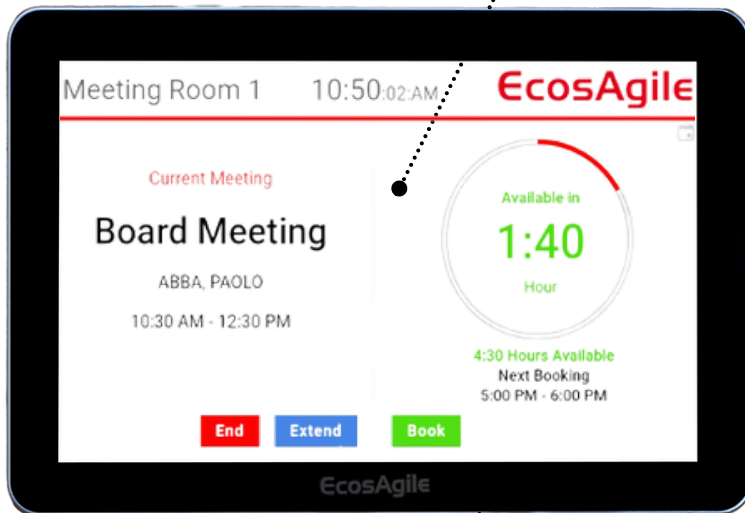 Meeting Room 1 10:50:02:AM EcosAgile
Current Meeting
Board Meeting
ABBA, PAOLO
10:30 AM - 12:30 PM
Available in
1:40
Hour
4:30 Hours Available
Next Booking
5:00 PM - 6:00 PM
End Extend Book
EcosAgile